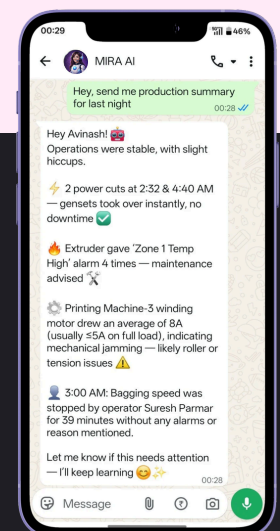 00:29
46%
MIRA AI
Hey, send me production summary
for last night
00:28
Hey Avinash! 🤖
Operations were stable, with slight
hiccups.
⚡ 2 power cuts at 2:32 & 4:40 AM
— gensets took over instantly, no
downtime ✅
🔥 Extruder gave 'Zone 1 Temp
High' alarm 4 times — maintenance
advised 🛠️
⚙️ Printing Machine-3 winding
motor drew an average of 8A
(usually ≤5A on full load), indicating
mechanical jamming — likely roller or
tension issues ⚠️
👤 3:00 AM: Bagging speed was
stopped by operator Suresh Parmar
for 39 minutes without any alarms or
reason mentioned.
Let me know if this needs attention
— I'll keep learning 😊✨
00:28
Message